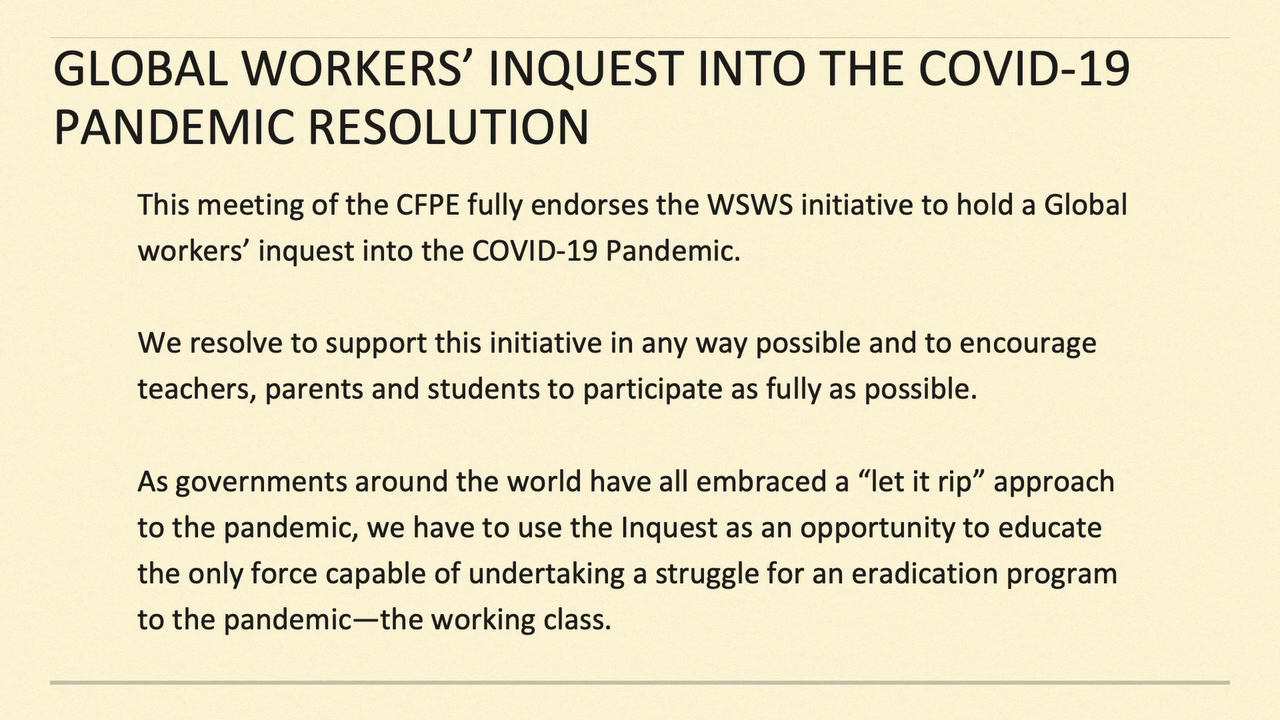 GLOBAL WORKERS’ INQUEST INTO THE COVID-19
PANDEMIC RESOLUTION
This meeting of the CFPE fully endorses the WSWS initiative to hold a Global
workers’ inquest into the COVID-19 Pandemic.
We resolve to support this initiative in any way possible and to encourage
teachers, parents and students to participate as fully as possible.
As governments around the world have all embraced a “let it rip” approach
to the pandemic, we have to use the Inquest as an opportunity to educate
the only force capable of undertaking a struggle for an eradication program
to the pandemic—the working class.